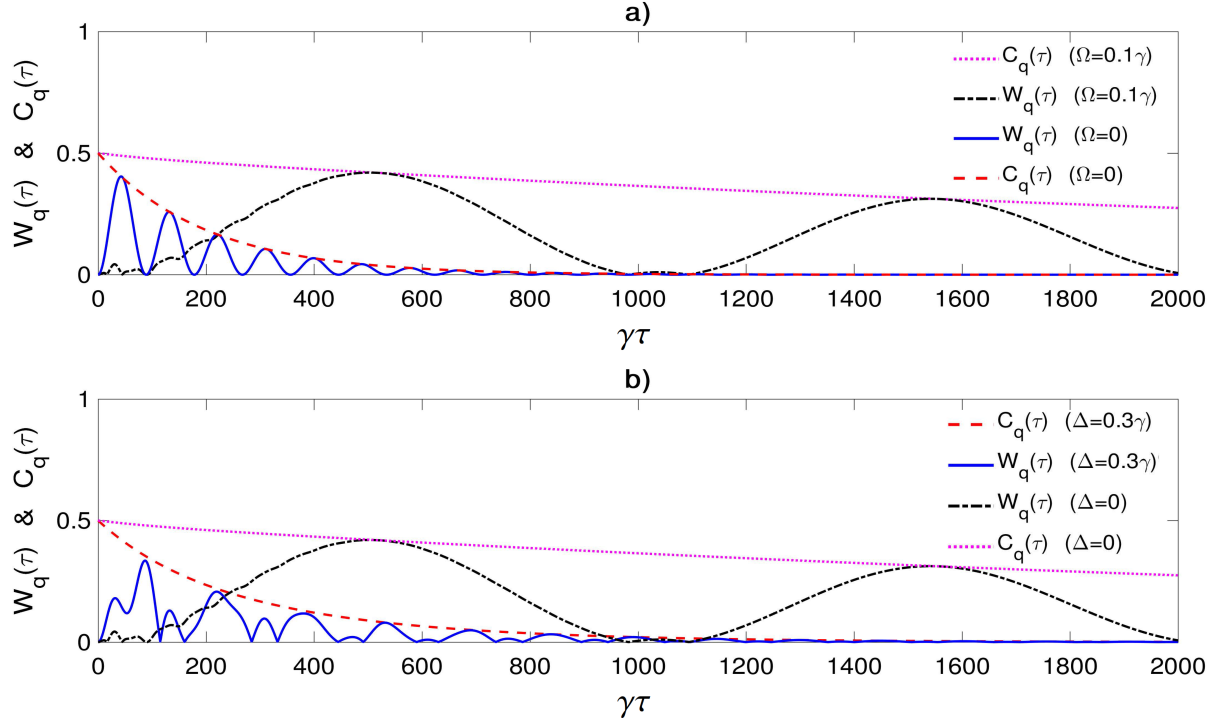 a)
1
0.5
0
W_q(τ) & C_q(τ)
C_q(τ) (Ω=0.1γ)
W_q(τ) (Ω=0.1γ)
W_q(τ) (Ω=0)
C_q(τ) (Ω=0)
0 200 400 600 800 1000 1200 1400 1600 1800 2000
γτ
b)
1
0.5
0
W_q(τ) & C_q(τ)
C_q(τ) (Δ=0.3γ)
W_q(τ) (Δ=0.3γ)
W_q(τ) (Δ=0)
C_q(τ) (Δ=0)
0 200 400 600 800 1000 1200 1400 1600 1800 2000
γτ